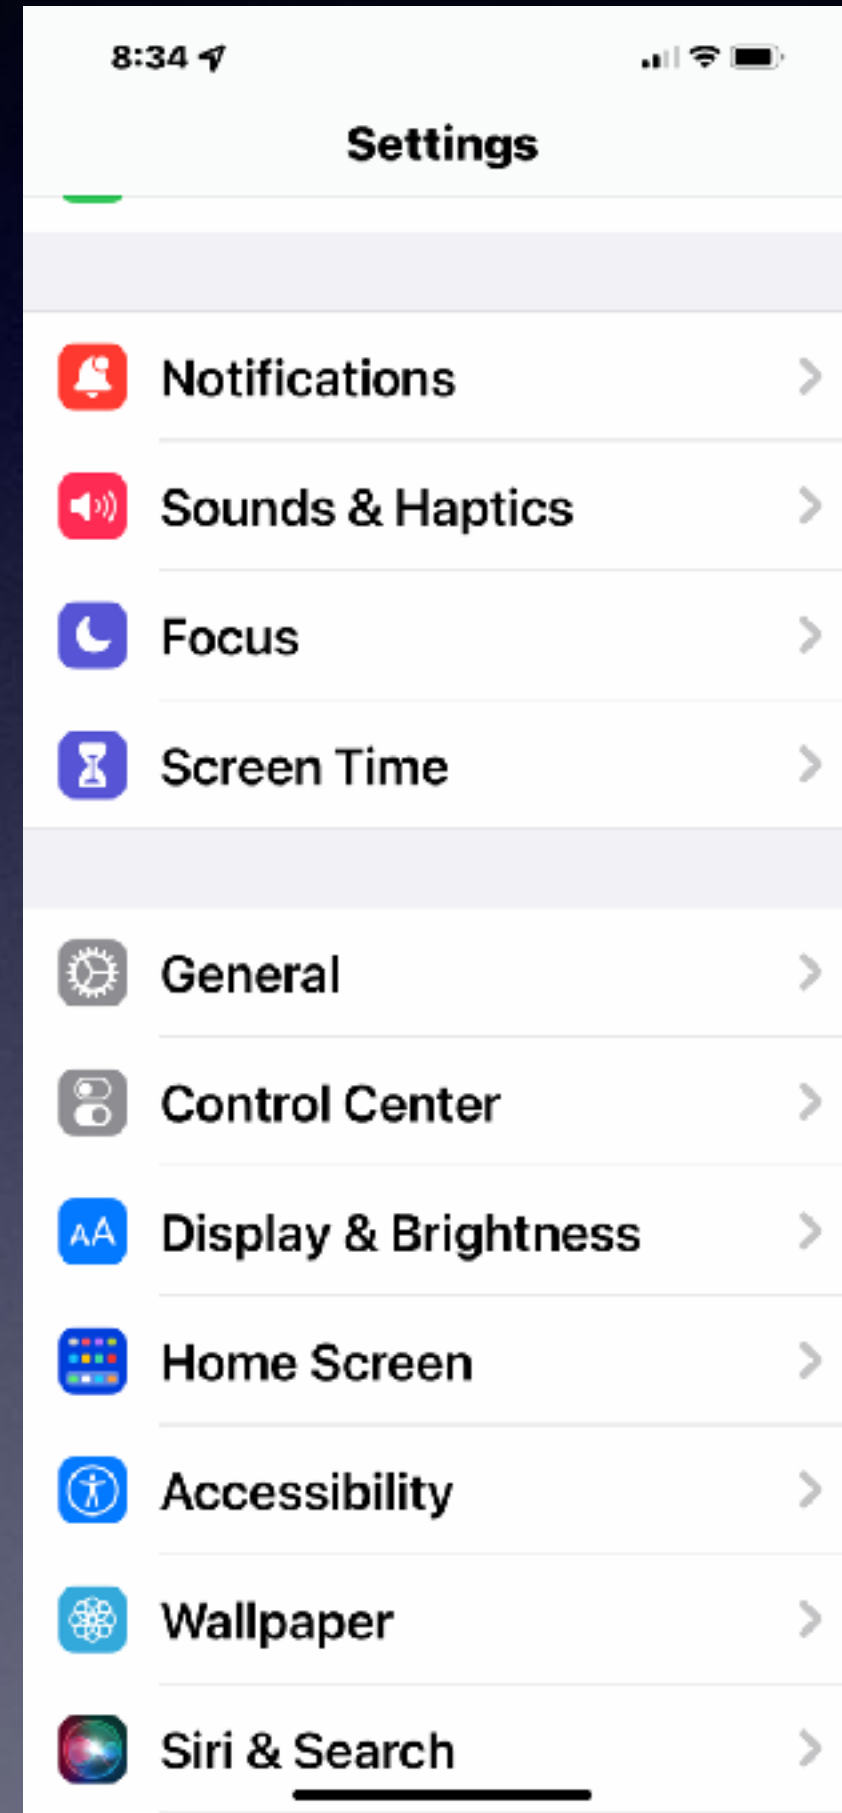 8:34
Settings
Notifications
Sounds & Haptics
Focus
Screen Time
General
Control Center
AA Display & Brightness
Home Screen
Accessibility
Wallpaper
Siri & Search